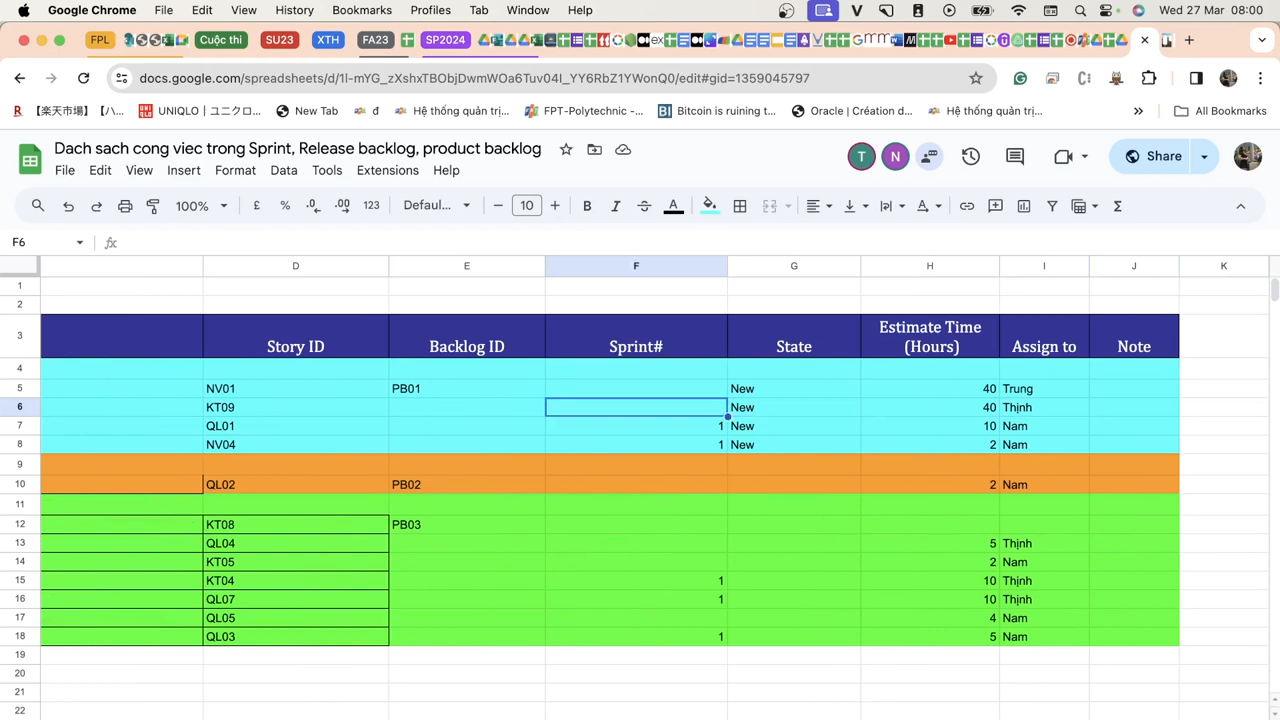 Google Chrome File Edit View History Bookmarks Profiles Tab Window Help Wed 27 Mar 08:00
FPL Cuộc thi SU23 XTH FA23 SP2024
docs.google.com/spreadsheets/d/1l-mYG_zXshxTBObjDwmWOa6Tuv04I_YY6RbZ1YWonQ0/edit#gid=1359045797
【楽天市場】【ハ... UNIQLO｜ユニクロ... New Tab đ Hệ thống quản trị... FPT-Polytechnic -... Bitcoin is ruining t... Oracle | Création d... Hệ thống quản trị... » All Bookmarks
Dach sach cong viec trong Sprint, Release backlog, product backlog
File Edit View Insert Format Data Tools Extensions Help
T N Share
100% £ % .0 .00 123 Defaul... 10 B I A
F6 fx
D E F G H I J K
1
2
3 Story ID Backlog ID Sprint# State Estimate Time (Hours) Assign to Note
4
5 NV01 PB01 New 40 Trung
6 KT09 New 40 Thịnh
7 QL01 1 New 10 Nam
8 NV04 1 New 2 Nam
9
10 QL02 PB02 2 Nam
11
12 KT08 PB03
13 QL04 5 Thịnh
14 KT05 2 Nam
15 KT04 1 10 Thịnh
16 QL07 1 10 Thịnh
17 QL05 4 Nam
18 QL03 1 5 Nam
19
20
21
22